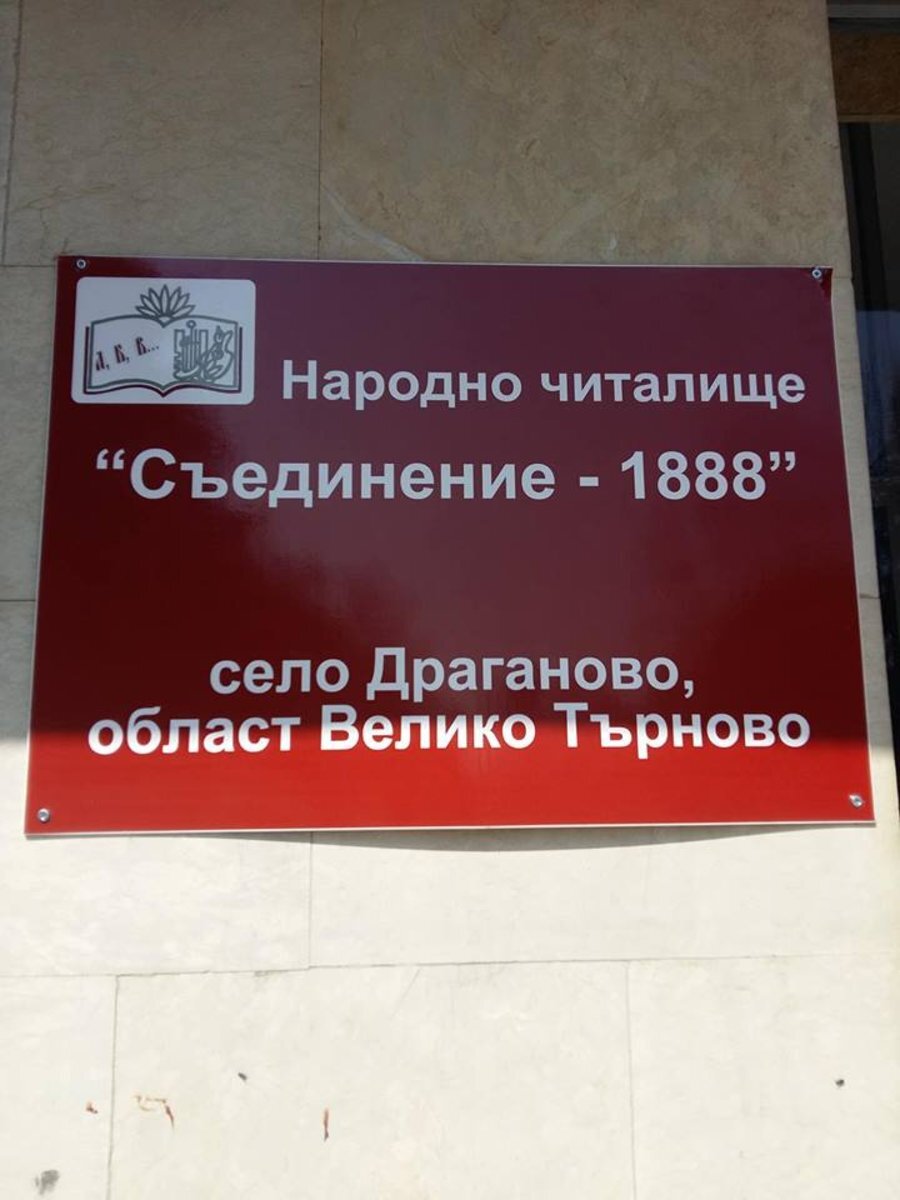 Народно читалище
“Съединение - 1888”
село Драганово,
област Велико Търново